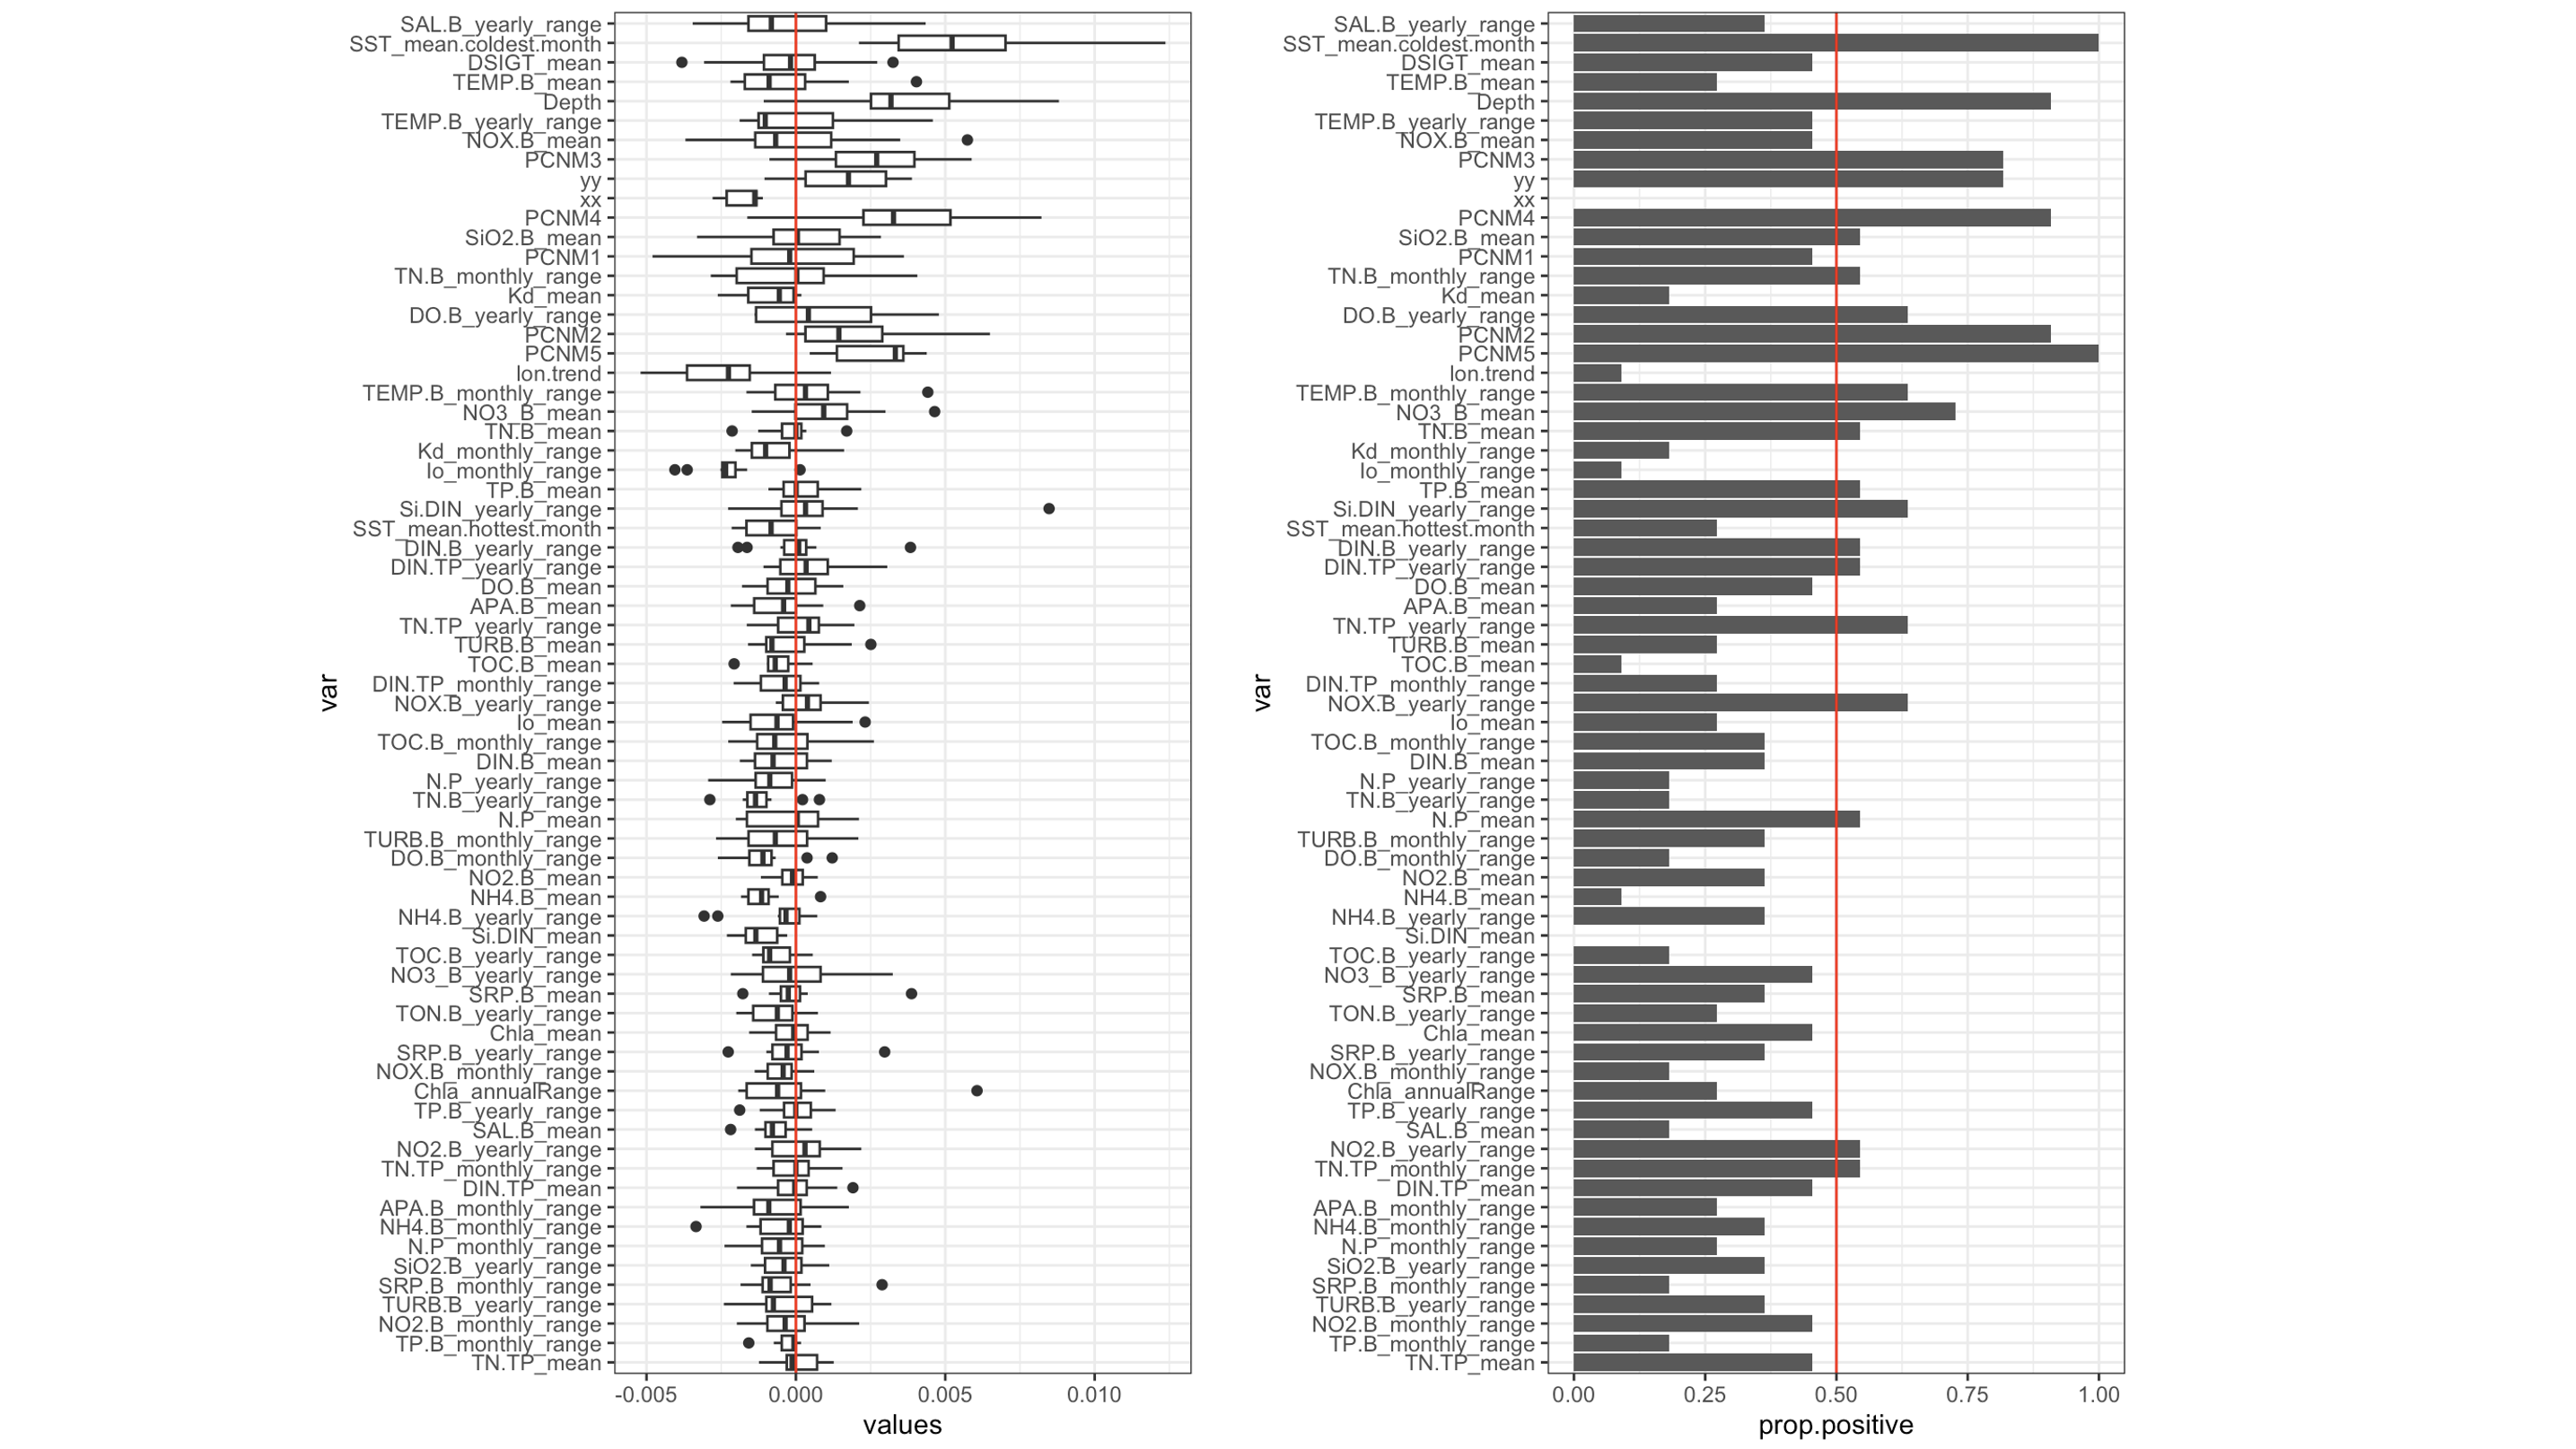 SAL.B_yearly_range
SST_mean.coldest.month
DSIGT_mean
TEMP.B_mean
Depth
TEMP.B_yearly_range
NOX.B_mean
PCNM3
yy
xx
PCNM4
SiO2.B_mean
PCNM1
TN.B_monthly_range
Kd_mean
DO.B_yearly_range
PCNM2
PCNM5
lon.trend
TEMP.B_monthly_range
NO3_B_mean
TN.B_mean
Kd_monthly_range
Io_monthly_range
TP.B_mean
Si.DIN_yearly_range
SST_mean.hottest.month
DIN.B_yearly_range
DIN.TP_yearly_range
DO.B_mean
APA.B_mean
TN.TP_yearly_range
TURB.B_mean
TOC.B_mean
DIN.TP_monthly_range
NOX.B_yearly_range
Io_mean
TOC.B_monthly_range
DIN.B_mean
N.P_yearly_range
TN.B_yearly_range
N.P_mean
TURB.B_monthly_range
DO.B_monthly_range
NO2.B_mean
NH4.B_mean
NH4.B_yearly_range
Si.DIN_mean
TOC.B_yearly_range
NO3_B_yearly_range
SRP.B_mean
TON.B_yearly_range
Chla_mean
SRP.B_yearly_range
NOX.B_monthly_range
Chla_annualRange
TP.B_yearly_range
SAL.B_mean
NO2.B_yearly_range
TN.TP_monthly_range
DIN.TP_mean
APA.B_monthly_range
NH4.B_monthly_range
N.P_monthly_range
SiO2.B_yearly_range
SRP.B_monthly_range
TURB.B_yearly_range
NO2.B_monthly_range
TP.B_monthly_range
TN.TP_mean
var
-0.005 0.000 0.005 0.010
values
SAL.B_yearly_range
SST_mean.coldest.month
DSIGT_mean
TEMP.B_mean
Depth
TEMP.B_yearly_range
NOX.B_mean
PCNM3
yy
xx
PCNM4
SiO2.B_mean
PCNM1
TN.B_monthly_range
Kd_mean
DO.B_yearly_range
PCNM2
PCNM5
lon.trend
TEMP.B_monthly_range
NO3_B_mean
TN.B_mean
Kd_monthly_range
Io_monthly_range
TP.B_mean
Si.DIN_yearly_range
SST_mean.hottest.month
DIN.B_yearly_range
DIN.TP_yearly_range
DO.B_mean
APA.B_mean
TN.TP_yearly_range
TURB.B_mean
TOC.B_mean
DIN.TP_monthly_range
NOX.B_yearly_range
Io_mean
TOC.B_monthly_range
DIN.B_mean
N.P_yearly_range
TN.B_yearly_range
N.P_mean
TURB.B_monthly_range
DO.B_monthly_range
NO2.B_mean
NH4.B_mean
NH4.B_yearly_range
Si.DIN_mean
TOC.B_yearly_range
NO3_B_yearly_range
SRP.B_mean
TON.B_yearly_range
Chla_mean
SRP.B_yearly_range
NOX.B_monthly_range
Chla_annualRange
TP.B_yearly_range
SAL.B_mean
NO2.B_yearly_range
TN.TP_monthly_range
DIN.TP_mean
APA.B_monthly_range
NH4.B_monthly_range
N.P_monthly_range
SiO2.B_yearly_range
SRP.B_monthly_range
TURB.B_yearly_range
NO2.B_monthly_range
TP.B_monthly_range
TN.TP_mean
var
0.00 0.25 0.50 0.75 1.00
prop.positive